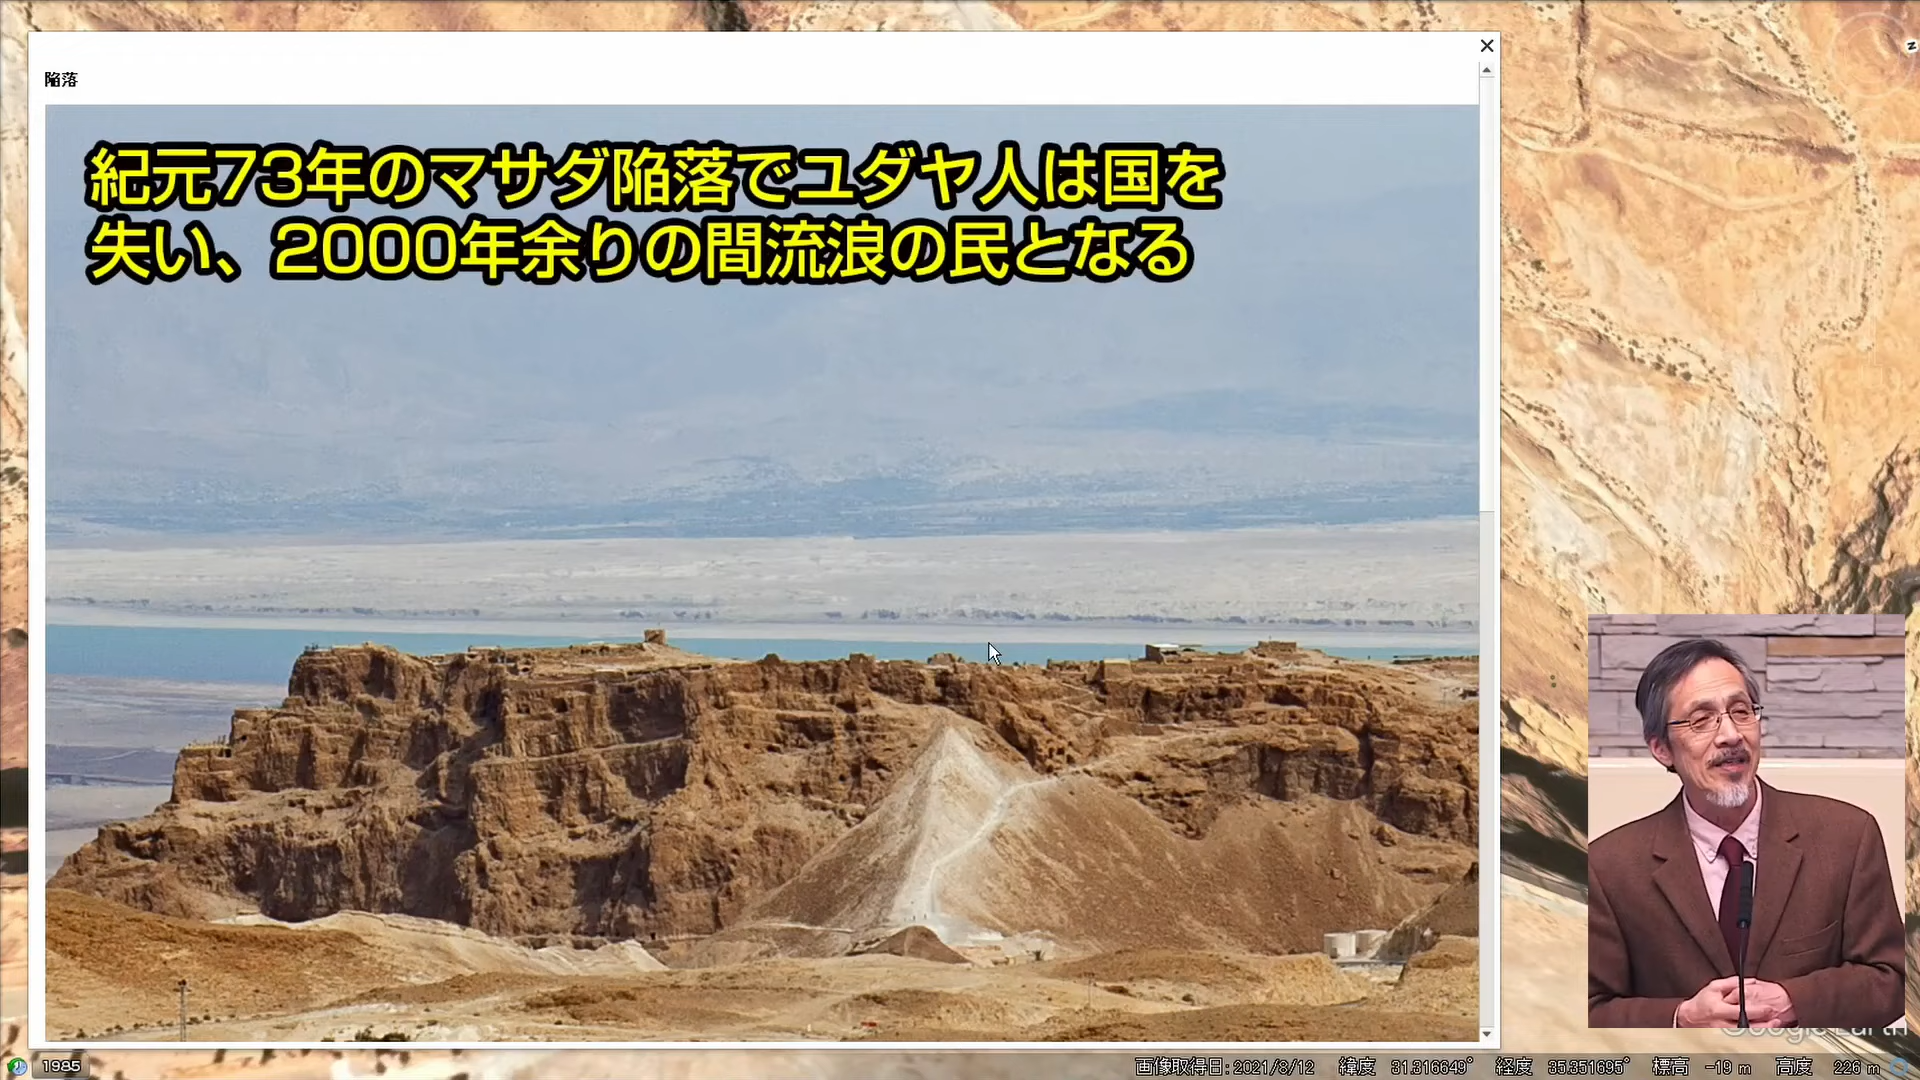 陥落
紀元73年のマサダ陥落でユダヤ人は国を
失い、2000年余りの間流浪の民となる
Google Earth
1985
画像取得日: 2021/8/12 緯度 31.316649° 経度 35.351695° 標高 -19 m 高度 226 m